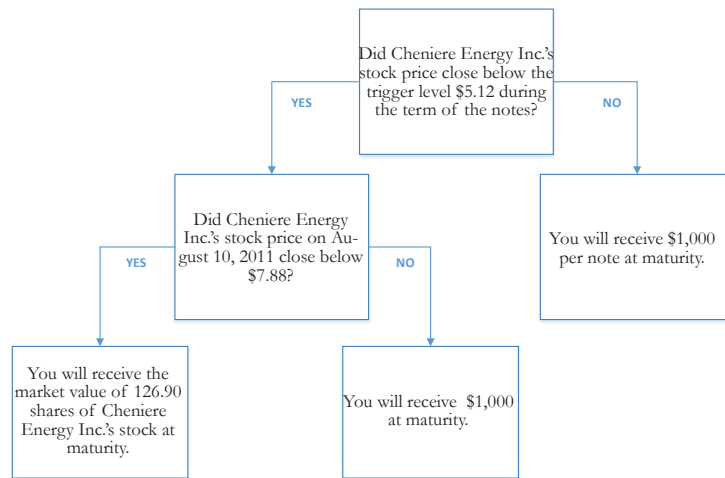 Did Cheniere Energy Inc.'s
stock price close below the
trigger level $5.12 during
the term of the notes?
YES
NO
Did Cheniere Energy
Inc.'s stock price on Au-
gust 10, 2011 close below
$7.88?
You will receive $1,000
per note at maturity.
YES
NO
You will receive the
market value of 126.90
shares of Cheniere
Energy Inc.'s stock at
maturity.
You will receive $1,000
at maturity.